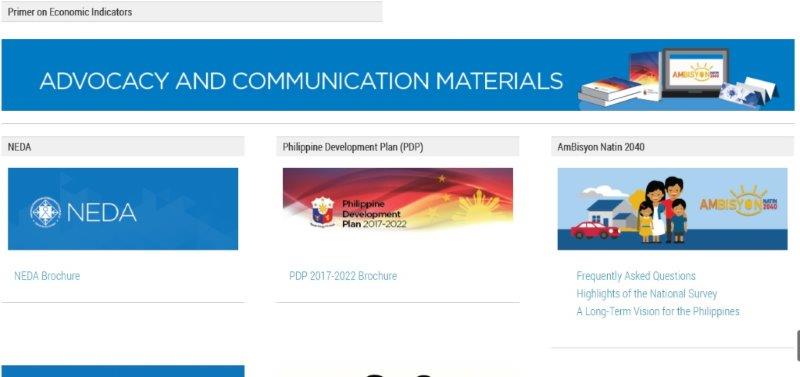 Primer on Economic Indicators
ADVOCACY AND COMMUNICATION MATERIALS
AMBISYON NATIN 2040
NEDA
NEDA
NEDA Brochure
Philippine Development Plan (PDP)
Philippine
Development
Plan 2017-2022
PDP 2017-2022 Brochure
AmBisyon Natin 2040
AMBISYON NATIN 2040
Frequently Asked Questions
Highlights of the National Survey
A Long-Term Vision for the Philippines